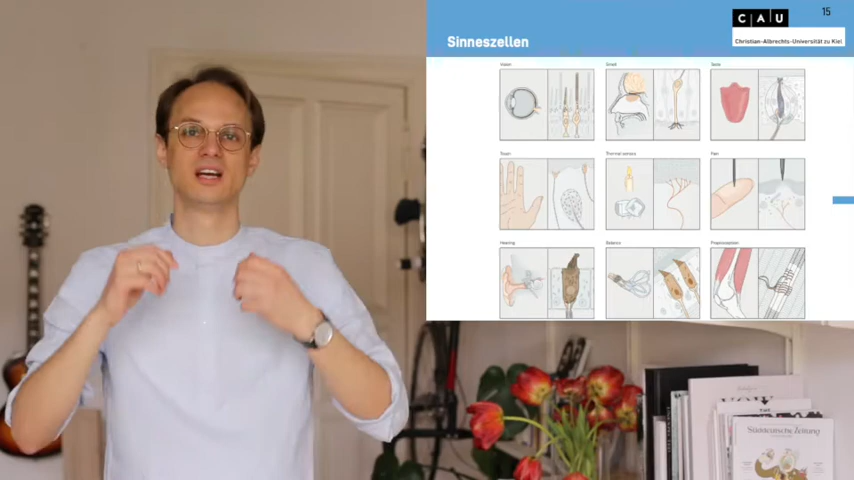 15
CAU
Sinneszellen
Christian-Albrechts-Universität zu Kiel
Vision
Smell
Taste
Touch
Thermal sensors
Pain
Hearing
Balance
Proprioception
Süddeutsche Zeitung